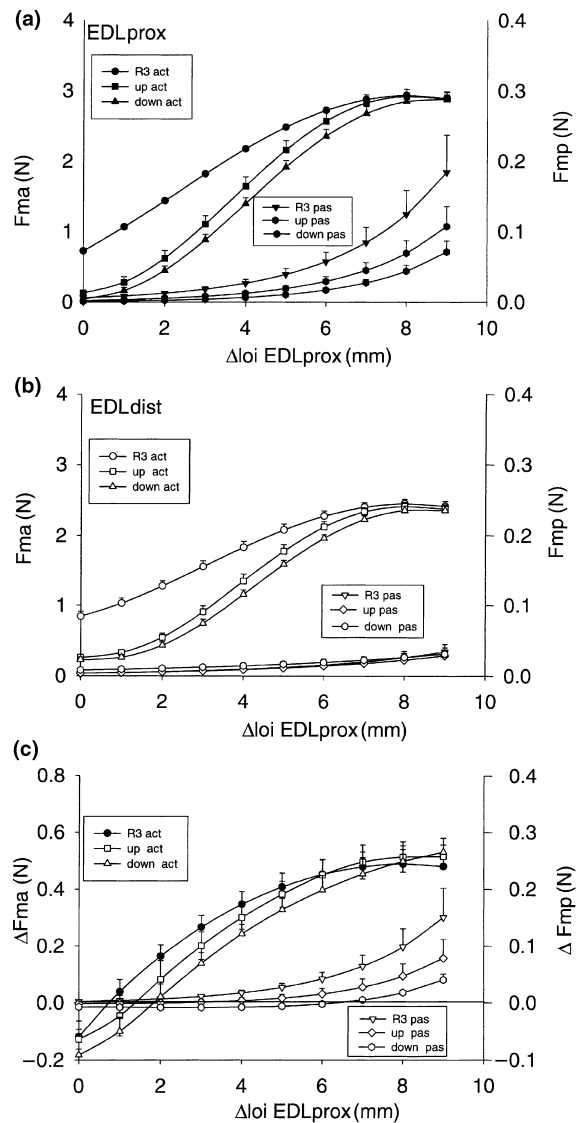 (a)
EDLprox
R3 act
up act
down act
R3 pas
up pas
down pas
4
3
2
1
0
Fma (N)
0.4
0.3
0.2
0.1
0.0
Fmp (N)
0 2 4 6 8 10
Δloi EDLprox (mm)
(b)
EDLdist
R3 act
up act
down act
R3 pas
up pas
down pas
4
3
2
1
0
Fma (N)
0.4
0.3
0.2
0.1
0.0
Fmp (N)
0 2 4 6 8 10
Δloi EDLprox (mm)
(c)
R3 act
up act
down act
R3 pas
up pas
down pas
0.8
0.6
0.4
0.2
0.0
−0.2
ΔFma (N)
0.4
0.3
0.2
0.1
0.0
−0.1
Δ Fmp (N)
0 2 4 6 8 10
Δloi EDLprox (mm)